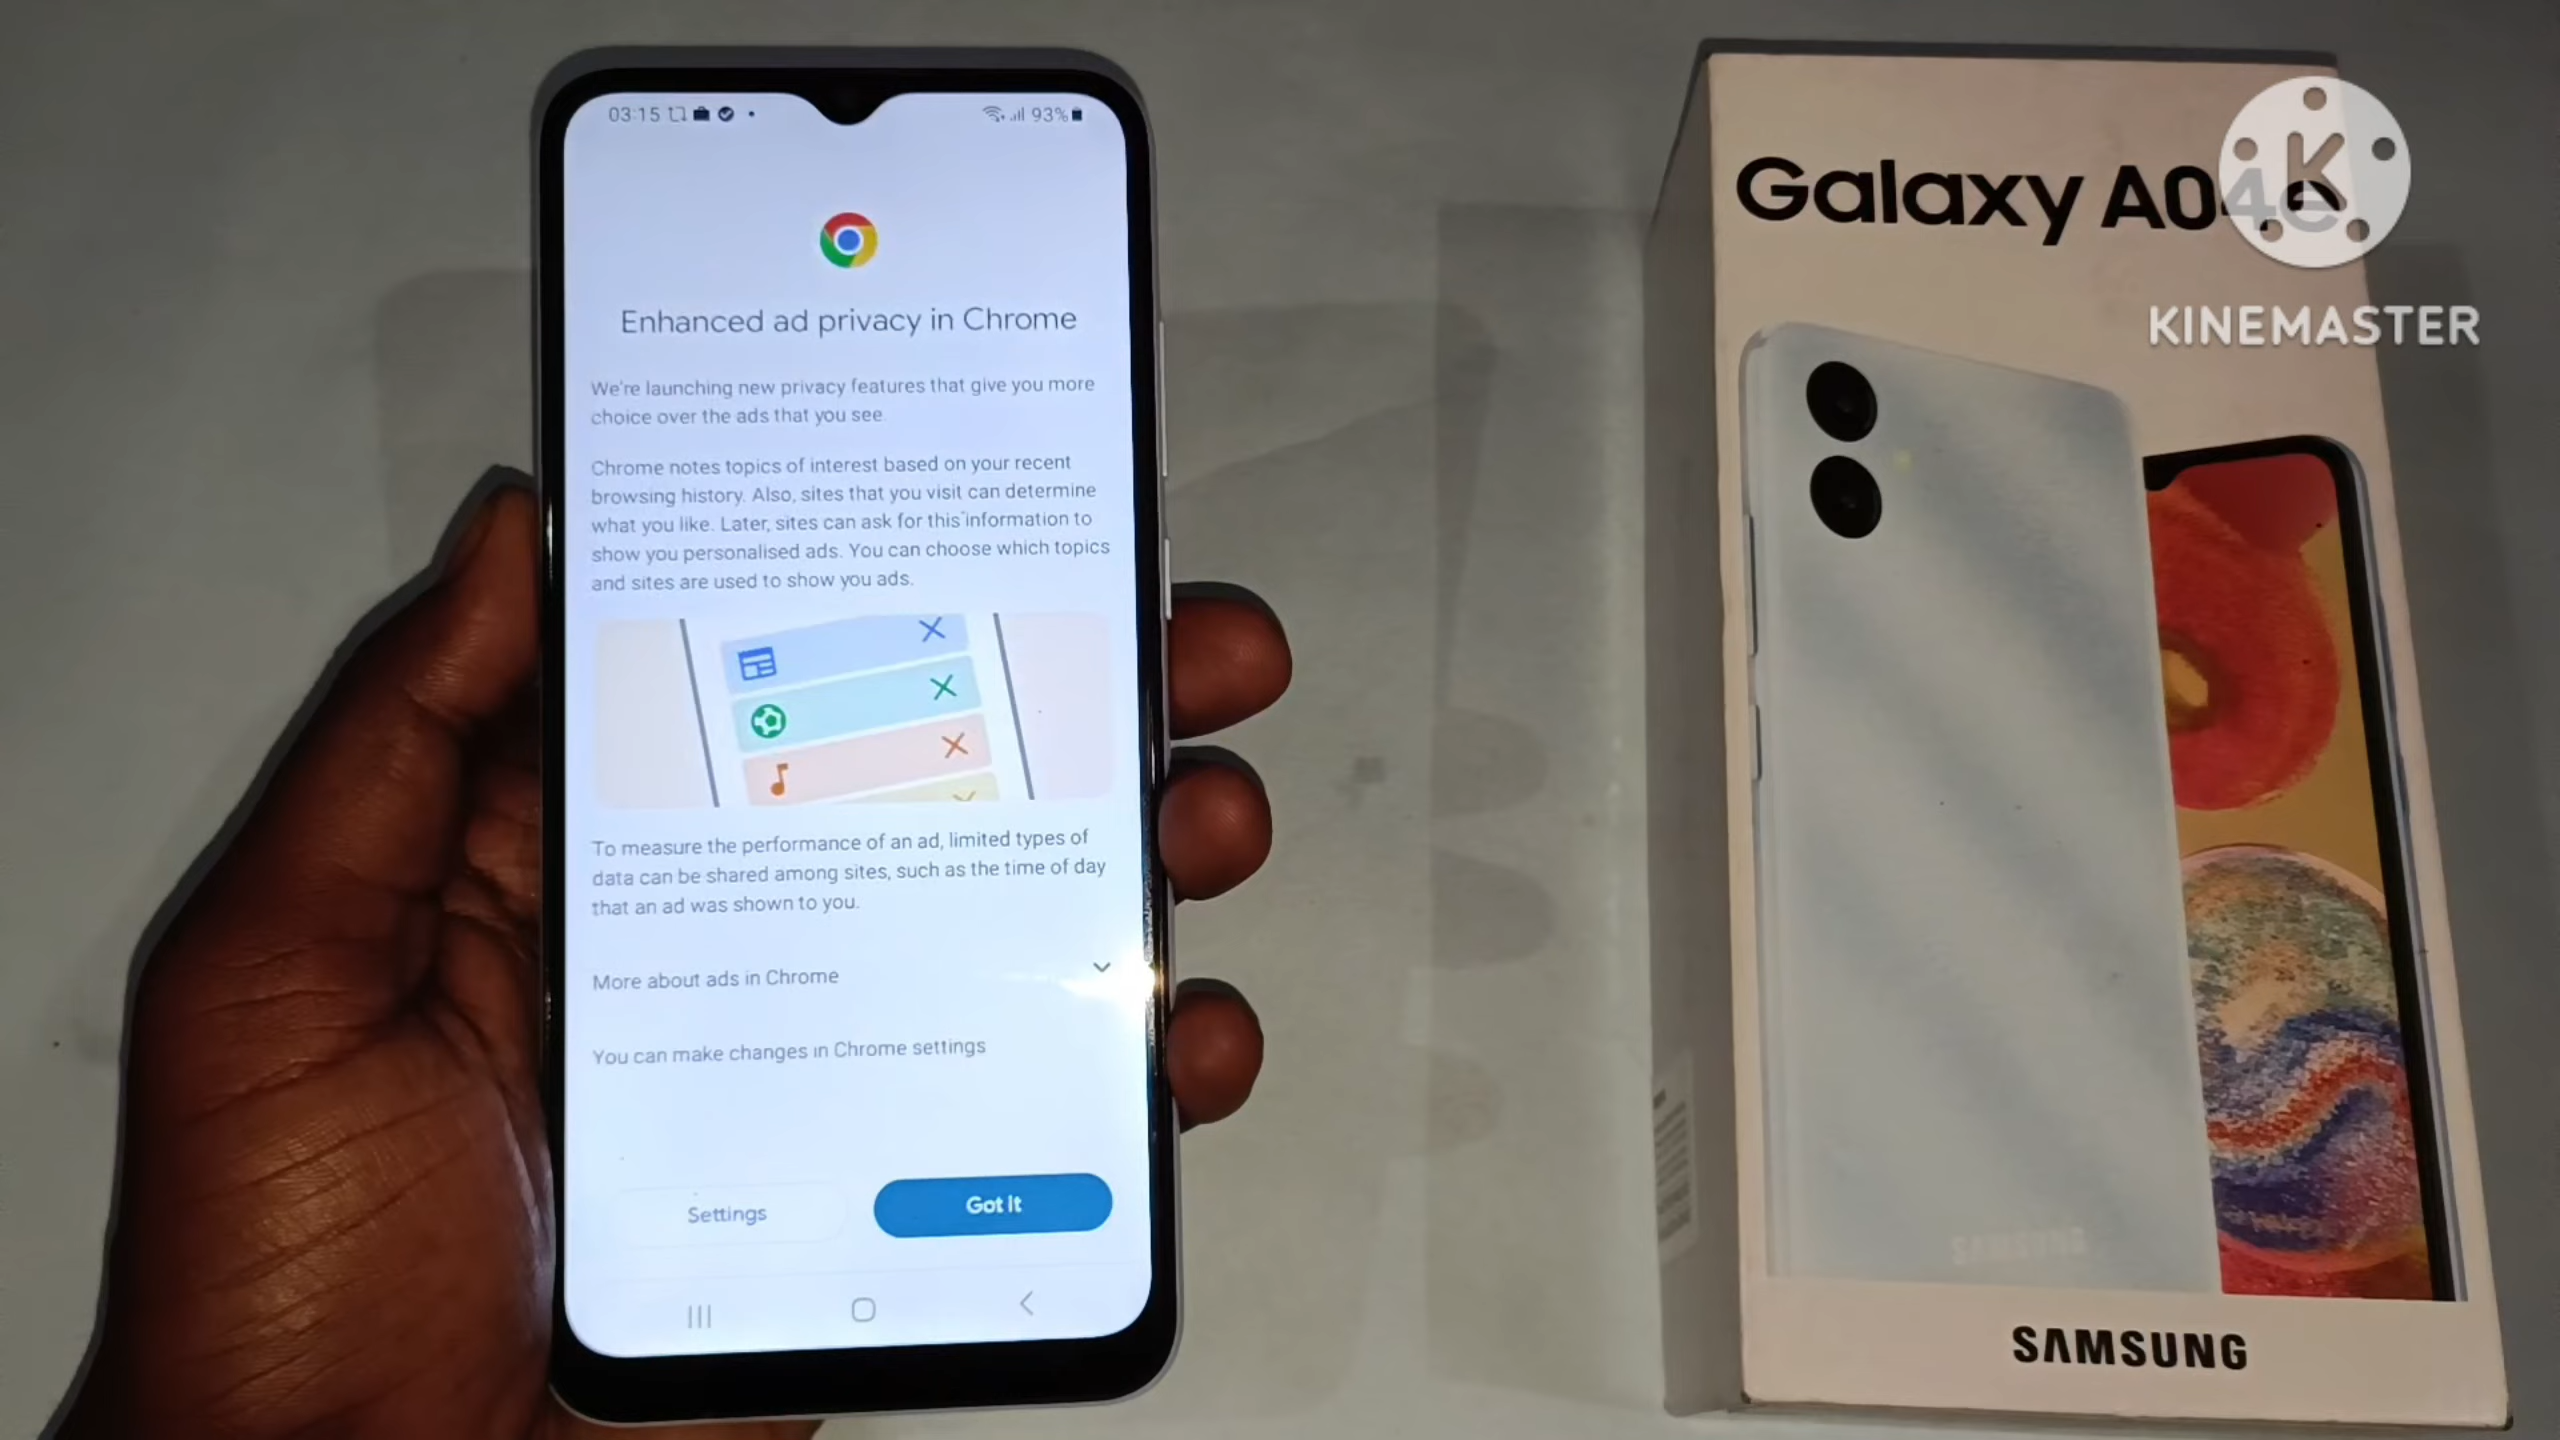 03:15
93%
Enhanced ad privacy in Chrome
We're launching new privacy features that give you more
choice over the ads that you see
Chrome notes topics of interest based on your recent
browsing history. Also, sites that you visit can determine
what you like. Later, sites can ask for this information to
show you personalised ads. You can choose which topics
and sites are used to show you ads.
To measure the performance of an ad, limited types of
data can be shared among sites, such as the time of day
that an ad was shown to you.
More about ads in Chrome
You can make changes in Chrome settings
Settings
Got It
Galaxy A04e
K
KINEMASTER
SAMSUNG
SAMSUNG